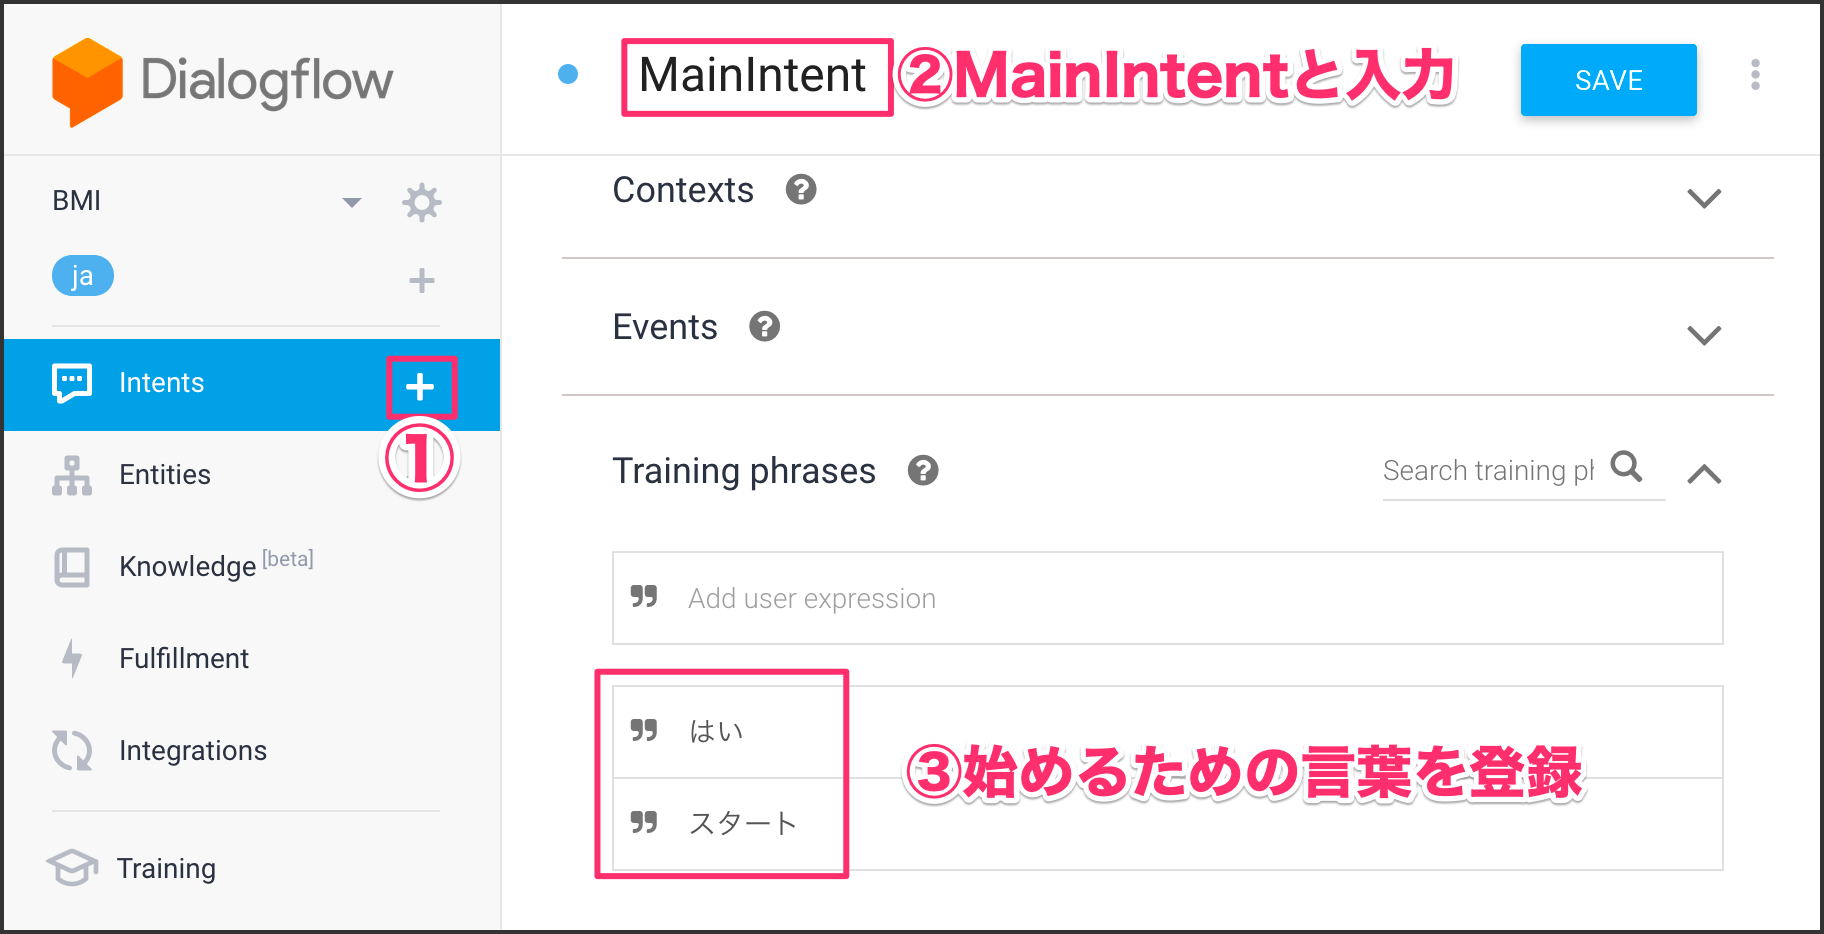 Dialogflow
BMI
ja
Intents
①
Entities
Knowledge [beta]
Fulfillment
Integrations
Training
MainIntent ②MainIntentと入力
SAVE
Contexts
Events
Training phrases
Search training ph
Add user expression
はい
スタート
③始めるための言葉を登録